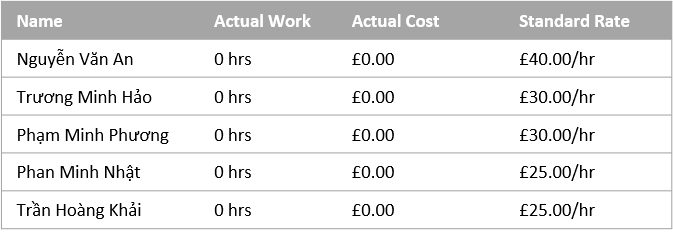 Name Actual Work Actual Cost Standard Rate
Nguyễn Văn An 0 hrs £0.00 £40.00/hr
Trương Minh Hảo 0 hrs £0.00 £30.00/hr
Phạm Minh Phương 0 hrs £0.00 £30.00/hr
Phan Minh Nhật 0 hrs £0.00 £25.00/hr
Trần Hoàng Khải 0 hrs £0.00 £25.00/hr